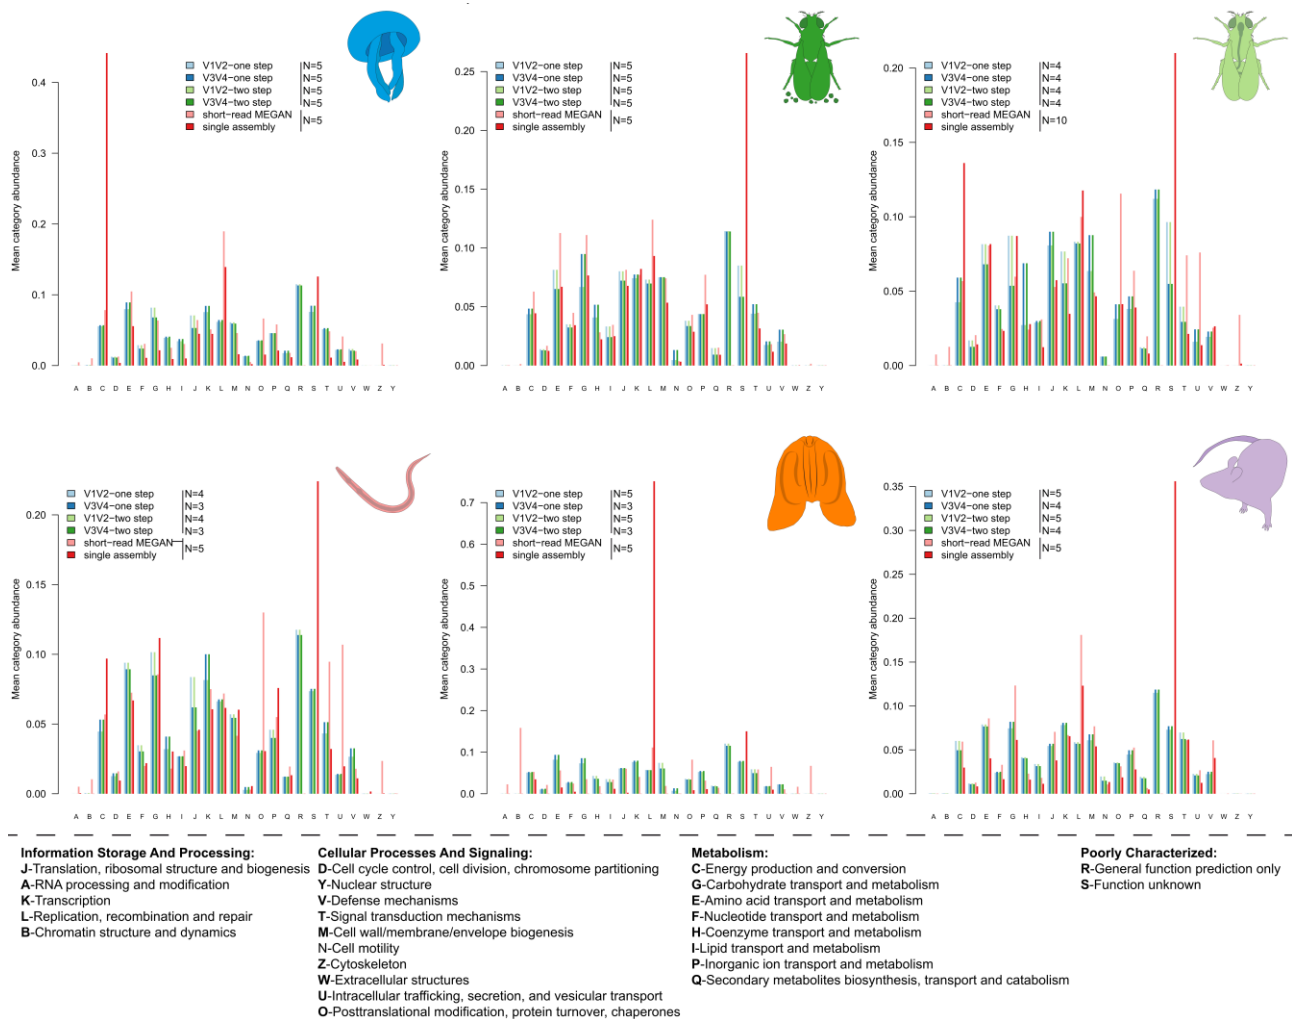 V1V2−one step N=5
V3V4−one step N=5
V1V2−two step N=5
V3V4−two step N=5
short−read MEGAN N=5
single assembly
Mean category abundance
0.4
0.3
0.2
0.1
0.0
A B C D E F G H I J K L M N O P Q R S T U V W Z Y
V1V2−one step N=5
V3V4−one step N=5
V1V2−two step N=5
V3V4−two step N=5
short−read MEGAN N=5
single assembly
Mean category abundance
0.25
0.20
0.15
0.10
0.05
0.00
A B C D E F G H I J K L M N O P Q R S T U V W Z Y
V1V2−one step N=4
V3V4−one step N=4
V1V2−two step N=4
V3V4−two step N=4
short−read MEGAN N=10
single assembly
Mean category abundance
0.20
0.15
0.10
0.05
0.00
A B C D E F G H I J K L M N O P Q R S T U V W Z Y
V1V2−one step N=4
V3V4−one step N=3
V1V2−two step N=4
V3V4−two step N=3
short−read MEGAN N=5
single assembly
Mean category abundance
0.20
0.15
0.10
0.05
0.00
A B C D E F G H I J K L M N O P Q R S T U V W Z Y
V1V2−one step N=5
V3V4−one step N=3
V1V2−two step N=5
V3V4−two step N=3
short−read MEGAN N=5
single assembly
Mean category abundance
0.7
0.6
0.5
0.4
0.3
0.2
0.1
0.0
A B C D E F G H I J K L M N O P Q R S T U V W Z Y
V1V2−one step N=5
V3V4−one step N=4
V1V2−two step N=5
V3V4−two step N=4
short−read MEGAN N=5
single assembly
Mean category abundance
0.35
0.30
0.25
0.20
0.15
0.10
0.05
0.00
A B C D E F G H I J K L M N O P Q R S T U V W Z Y
Information Storage And Processing:
J-Translation, ribosomal structure and biogenesis
A-RNA processing and modification
K-Transcription
L-Replication, recombination and repair
B-Chromatin structure and dynamics
Cellular Processes And Signaling:
D-Cell cycle control, cell division, chromosome partitioning
Y-Nuclear structure
V-Defense mechanisms
T-Signal transduction mechanisms
M-Cell wall/membrane/envelope biogenesis
N-Cell motility
Z-Cytoskeleton
W-Extracellular structures
U-Intracellular trafficking, secretion, and vesicular transport
O-Posttranslational modification, protein turnover, chaperones
Metabolism:
C-Energy production and conversion
G-Carbohydrate transport and metabolism
E-Amino acid transport and metabolism
F-Nucleotide transport and metabolism
H-Coenzyme transport and metabolism
I-Lipid transport and metabolism
P-Inorganic ion transport and metabolism
Q-Secondary metabolites biosynthesis, transport and catabolism
Poorly Characterized:
R-General function prediction only
S-Function unknown